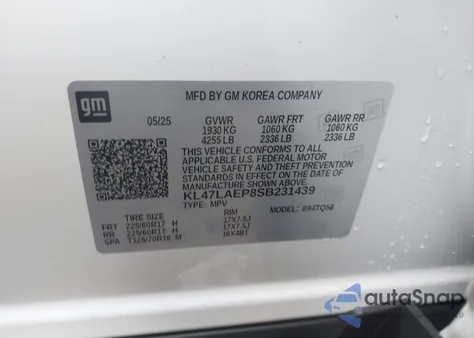 MFD BY GM KOREA COMPANY
gm
05/25 GVWR GAWR FRT GAWR RR
1930 KG 1060 KG 1060 KG
4255 LB 2336 LB 2336 LB
THIS VEHICLE CONFORMS TO ALL
APPLICABLE U.S. FEDERAL MOTOR
VEHICLE SAFETY AND THEFT PREVENTION
STANDARDS IN EFFECT ON THE DATE OF
MANUFACTURE SHOWN ABOVE.
KL47LAEP8SB231439
TYPE: MPV MODEL:
TIRE SIZE RIM
FRT 225/60R17 H 17X7.5J
RR 225/60R17 H 17X7.5J
SPA T125/70R16 M 16X4BT
autoSnap